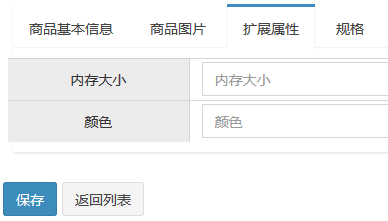 商品基本信息 商品图片 扩展属性 规格
内存大小 内存大小
颜色 颜色
保存 返回列表